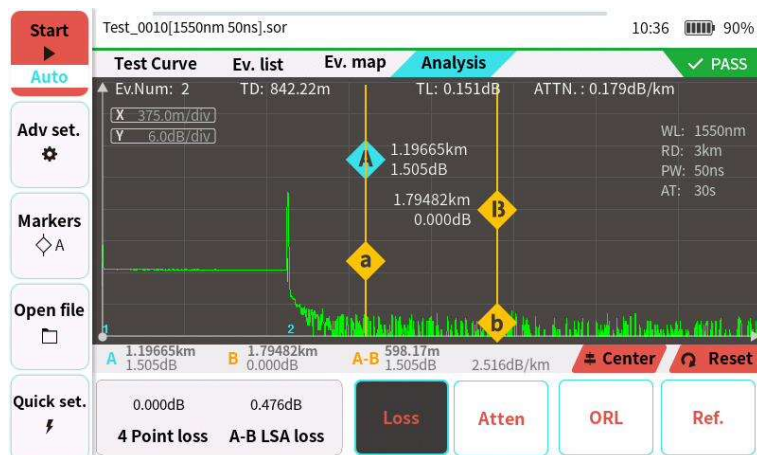 Start
Auto
Test_0010[1550nm 50ns].sor
10:36
90%
Test Curve
Ev. list
Ev. map
Analysis
PASS
Ev.Num: 2
TD: 842.22m
TL: 0.151dB
ATTN. : 0.179dB/km
X 375.0m/div
Y 6.0dB/div
WL: 1550nm
RD: 3km
PW: 50ns
AT: 30s
A
1.19665km
1.505dB
1.79482km
0.000dB
B
a
b
1
2
Adv set.
Markers
A
Open file
Quick set.
A 1.19665km
1.505dB
B 1.79482km
0.000dB
A-B 598.17m
1.505dB
2.516dB/km
Center
Reset
0.000dB
4 Point loss
0.476dB
A-B LSA loss
Loss
Atten
ORL
Ref.